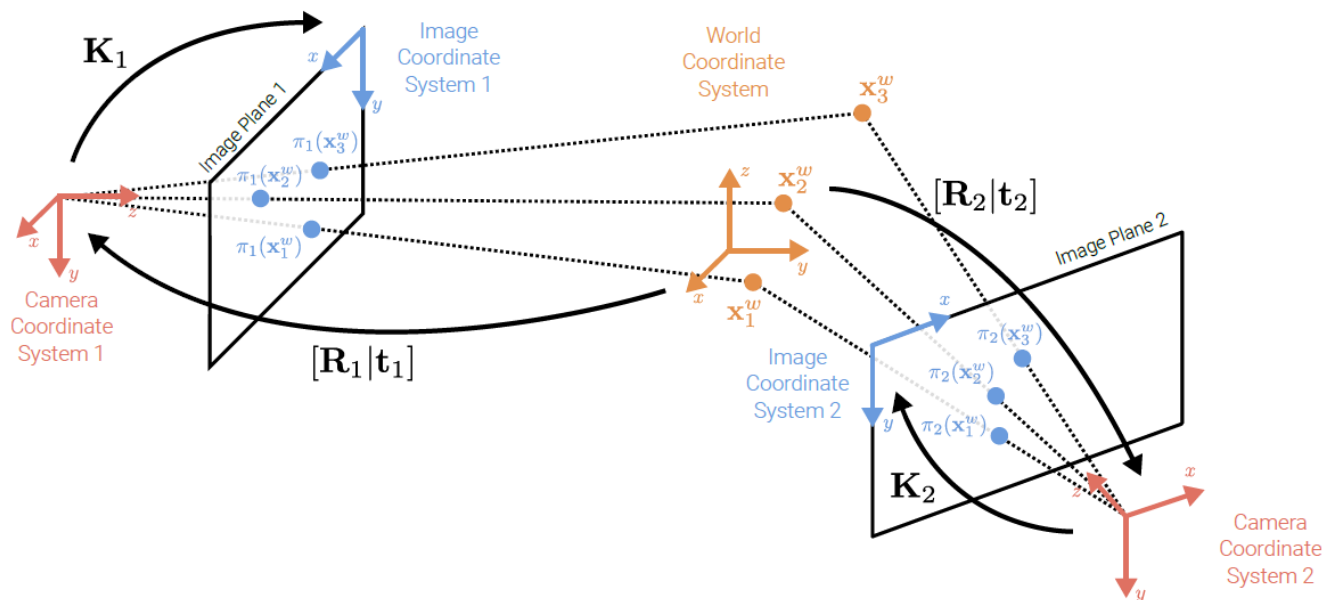 K₁
x
Image
Coordinate
System 1
y
Image Plane 1
π₁(x₃ʷ)
π₁(x₂ʷ)
π₁(x₁ʷ)
z
x
y
Camera
Coordinate
System 1
[R₁|t₁]
World
Coordinate
System
x₃ʷ
x₂ʷ
z
y
x
x₁ʷ
[R₂|t₂]
Image Plane 2
x
Image
Coordinate
System 2
y
π₂(x₃ʷ)
π₂(x₂ʷ)
π₂(x₁ʷ)
K₂
z
x
y
Camera
Coordinate
System 2